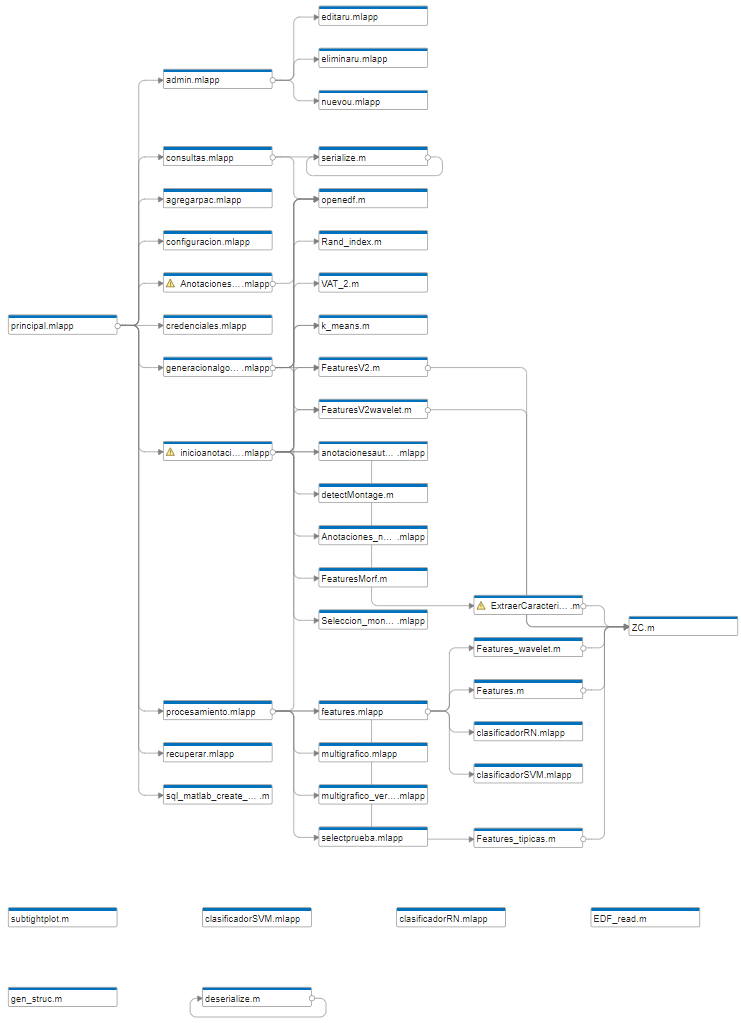 editaru.mlapp
eliminaru.mlapp
admin.mlapp
nuevou.mlapp
consultas.mlapp
serialize.m
agregarpac.mlapp
openedf.m
configuracion.mlapp
Rand_index.m
Anotaciones... .mlapp
VAT_2.m
principal.mlapp
credenciales.mlapp
k_means.m
generacionalgo... .mlapp
FeaturesV2.m
FeaturesV2wavelet.m
inicioanotaci... .mlapp
anotacionesaut... .mlapp
detectMontage.m
Anotaciones_n... .mlapp
FeaturesMorf.m
ExtraerCaracteri... .m
Seleccion_mon... .mlapp
ZC.m
Features_wavelet.m
Features.m
procesamiento.mlapp
features.mlapp
clasificadorRN.mlapp
recuperar.mlapp
multigrafico.mlapp
clasificadorSVM.mlapp
sql_matlab_create_... .m
multigrafico_ver... .mlapp
selectprueba.mlapp
Features_tipicas.m
subtightplot.m
clasificadorSVM.mlapp
clasificadorRN.mlapp
EDF_read.m
gen_struc.m
deserialize.m